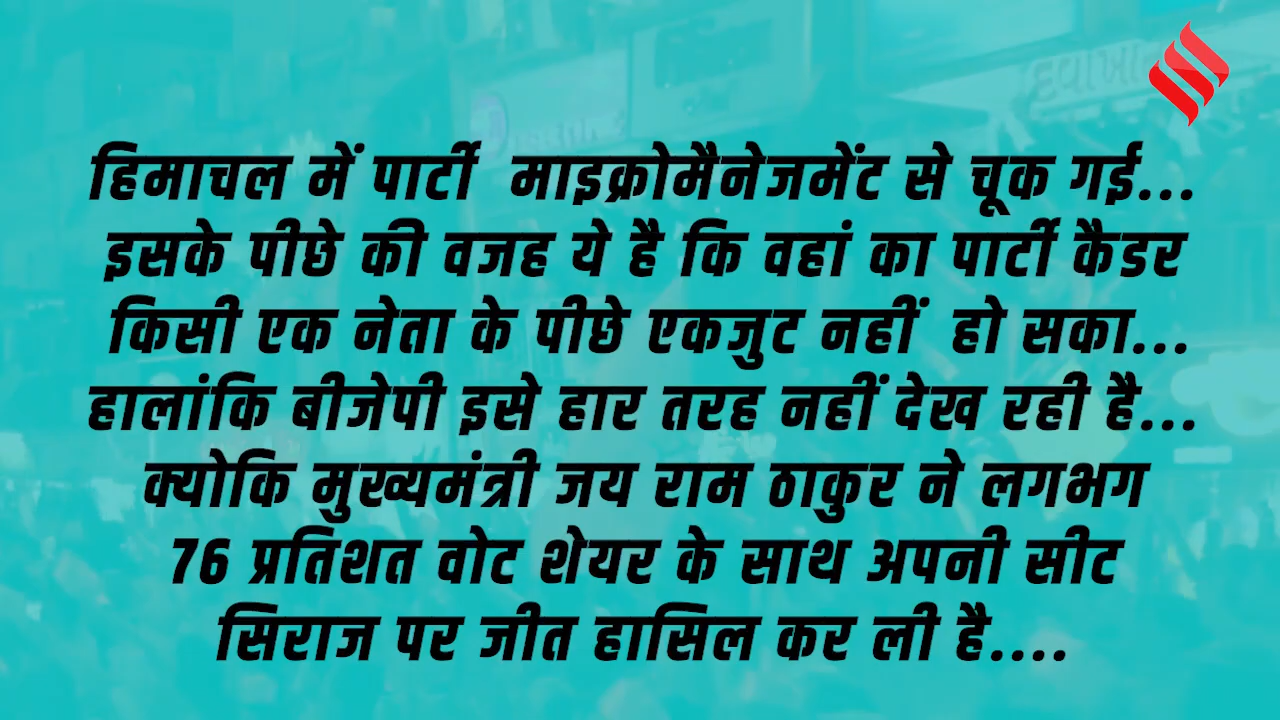 हिमाचल में पार्टी माइक्रोमैनेजमेंट से चूक गई...
इसके पीछे की वजह ये है कि वहां का पार्टी कैडर
किसी एक नेता के पीछे एकजुट नहीं हो सका...
हालांकि बीजेपी इसे हार तरह नहीं देख रही है...
क्योकि मुख्यमंत्री जय राम ठाकुर ने लगभग
76 प्रतिशत वोट शेयर के साथ अपनी सीट
सिराज पर जीत हासिल कर ली है....